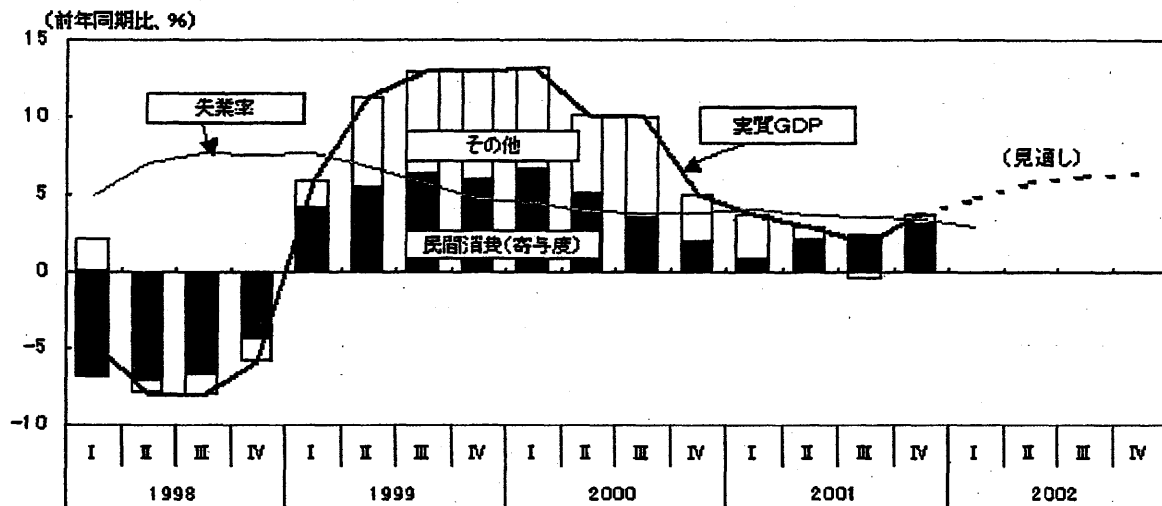 (前年同期比、%)
15
10
5
0
-5
-10
失業率
その他
実質GDP
(見通し)
民間消費(寄与度)
I II III IV I II III IV I II III IV I II III IV I II III IV
1998 1999 2000 2001 2002